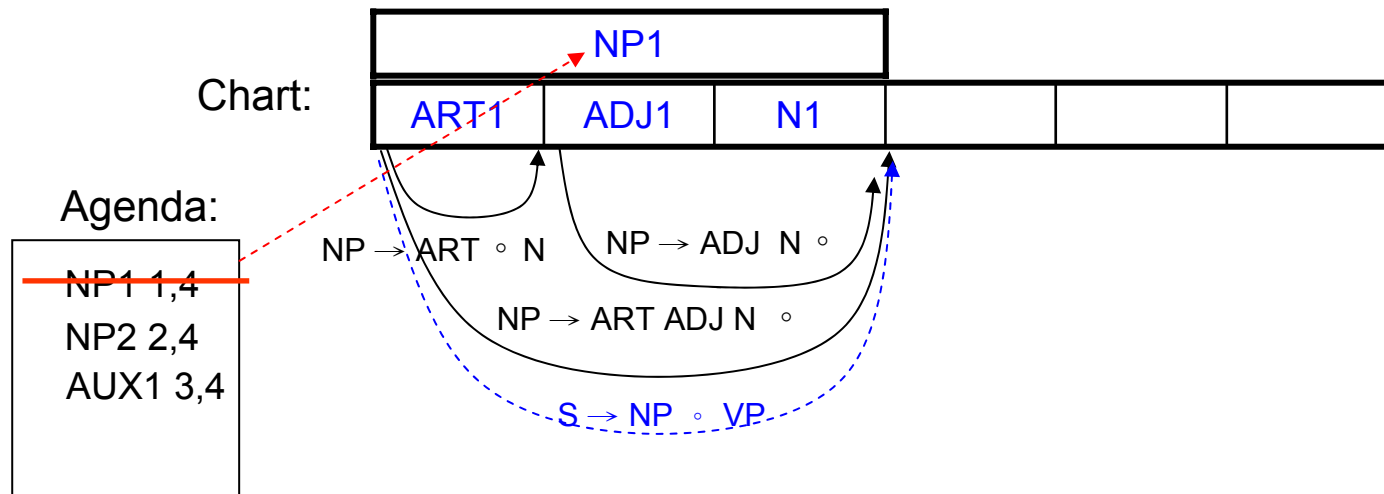 NP1
Chart:
ART1 ADJ1 N1
Agenda:
NP → ART ∘ N
NP → ADJ N ∘
NP1 1,4
NP → ART ADJ N ∘
NP2 2,4
AUX1 3,4
S → NP ∘ VP